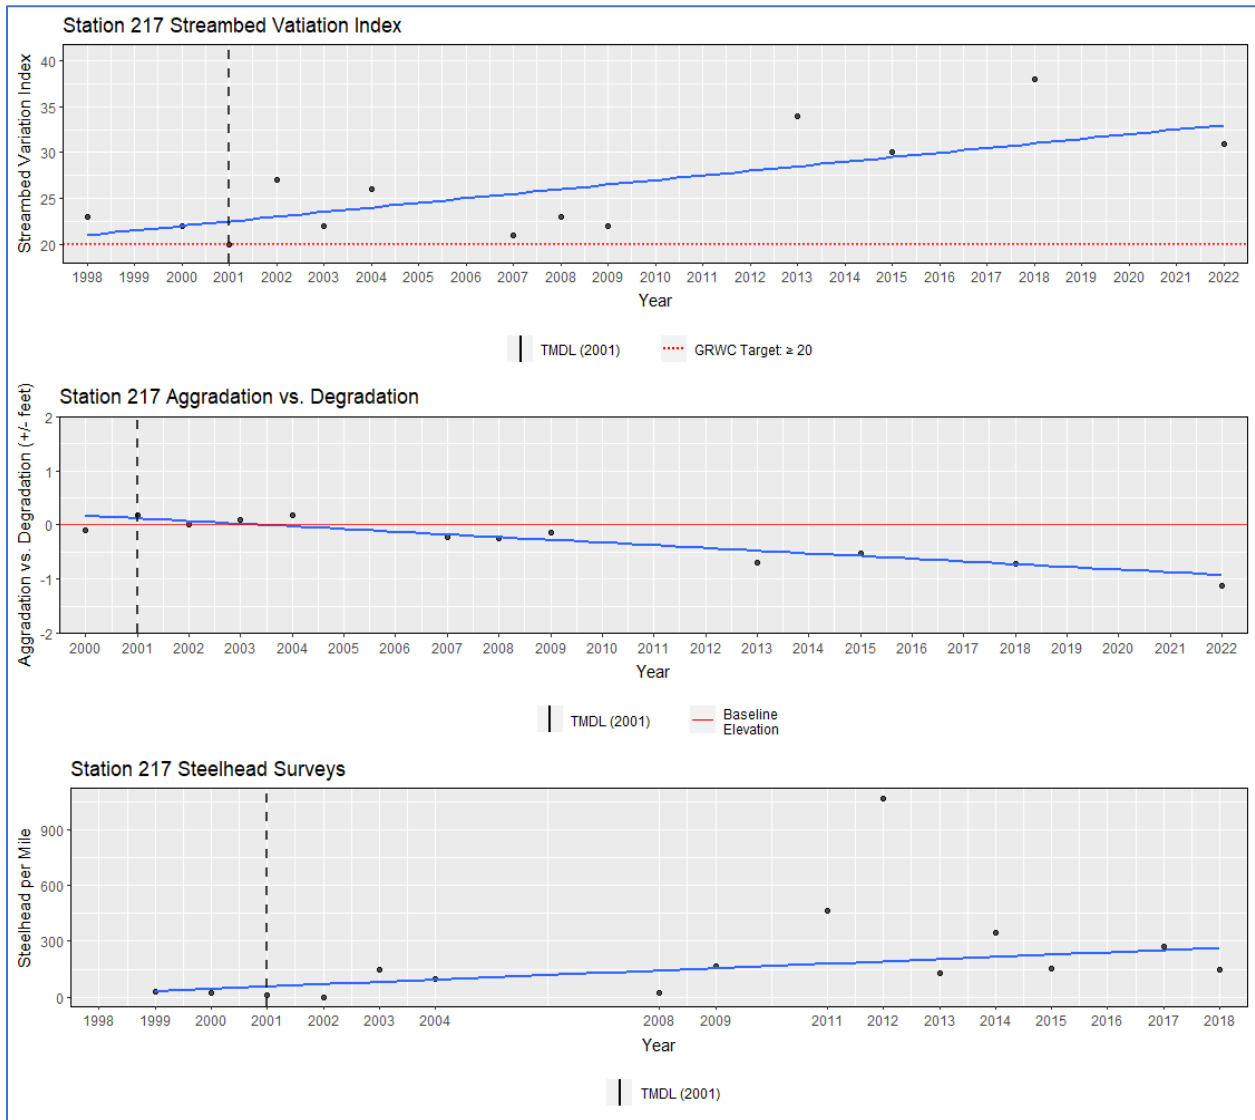 Station 217 Streambed Vatiation Index
Streambed Variation Index
40
35
30
25
20
1998 1999 2000 2001 2002 2003 2004 2005 2006 2007 2008 2009 2010 2011 2012 2013 2014 2015 2016 2017 2018 2019 2020 2021 2022
Year
TMDL (2001) GRWC Target: ≥ 20
Station 217 Aggradation vs. Degradation
Aggradation vs. Degradation (+/- feet)
2
1
0
-1
-2
2000 2001 2002 2003 2004 2005 2006 2007 2008 2009 2010 2011 2012 2013 2014 2015 2016 2017 2018 2019 2020 2021 2022
Year
TMDL (2001) Baseline
Elevation
Station 217 Steelhead Surveys
Steelhead per Mile
900
600
300
0
1998 1999 2000 2001 2002 2003 2004 2008 2009 2011 2012 2013 2014 2015 2016 2017 2018
Year
TMDL (2001)